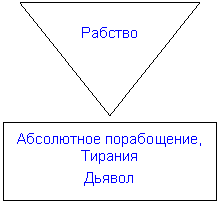 Рабство
Абсолютное порабощение,
Тирания
Дьявол